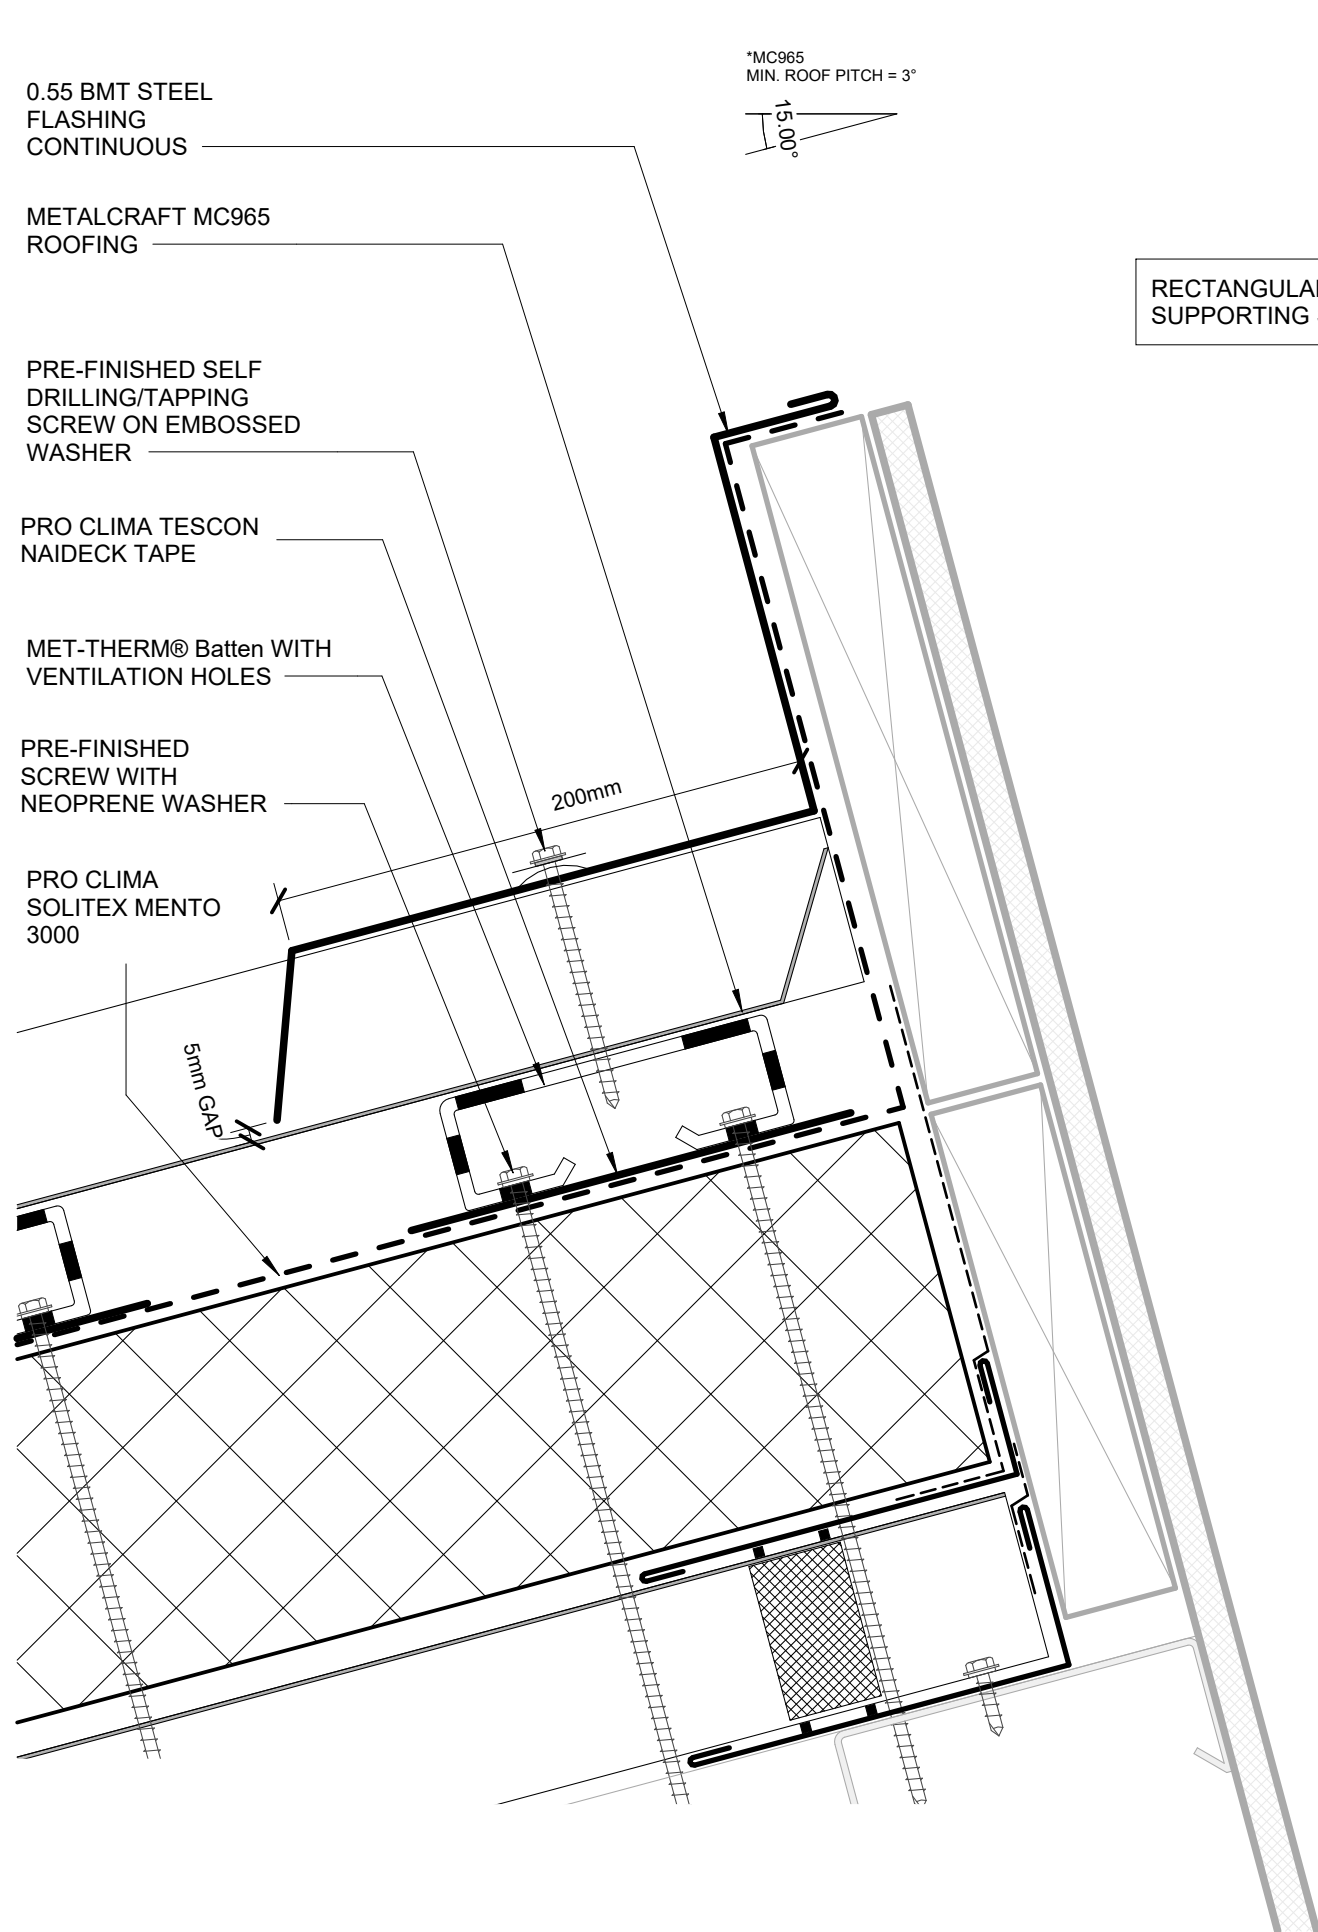 *MC965
MIN. ROOF PITCH = 3°
15.00°
0.55 BMT STEEL
FLASHING
CONTINUOUS
METALCRAFT MC965
ROOFING
RECTANGULA
SUPPORTING
PRE-FINISHED SELF
DRILLING/TAPPING
SCREW ON EMBOSSED
WASHER
PRO CLIMA TESCON
NAIDECK TAPE
MET-THERM® Batten WITH
VENTILATION HOLES
PRE-FINISHED
SCREW WITH
NEOPRENE WASHER
200mm
PRO CLIMA
SOLITEX MENTO
3000
5mm GAP